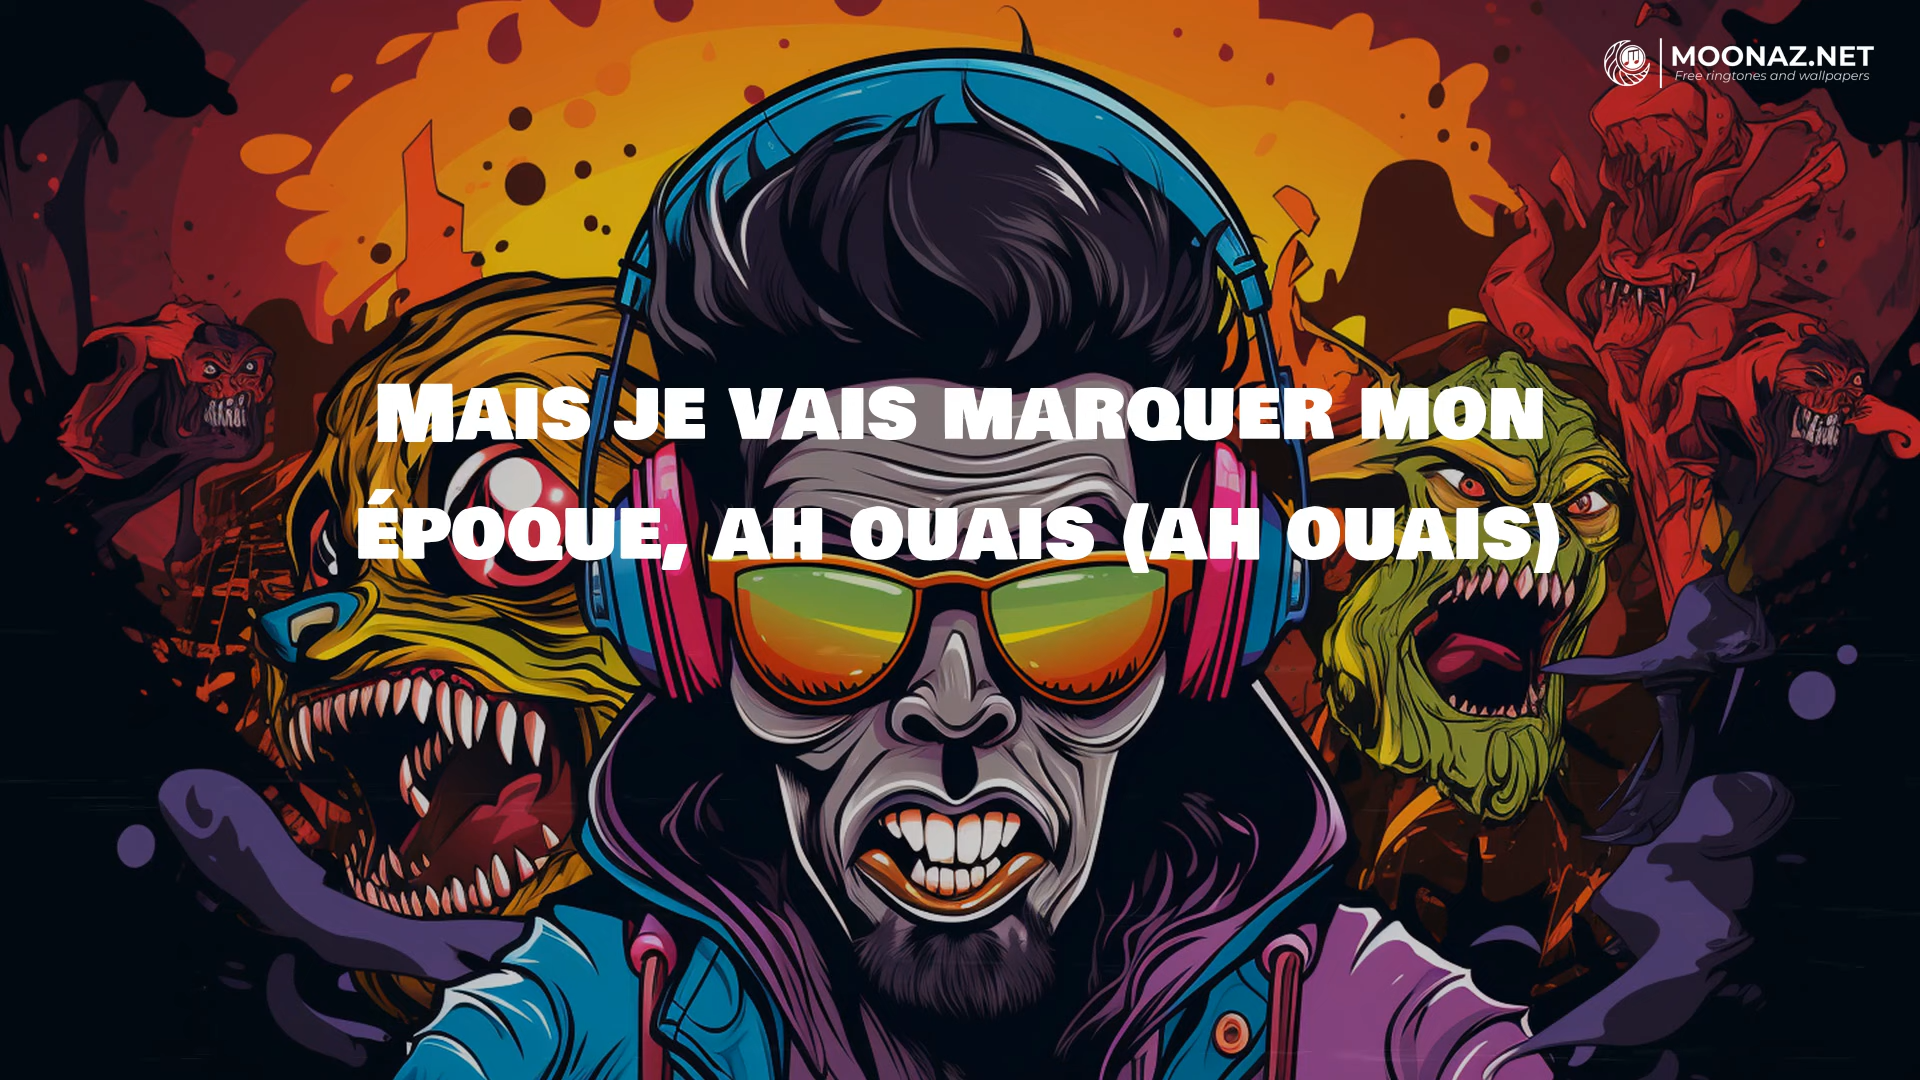 MOONAZ.NET
Free ringtones and wallpapers
Mais je vais marquer mon
époque, ah ouais (ah ouais)